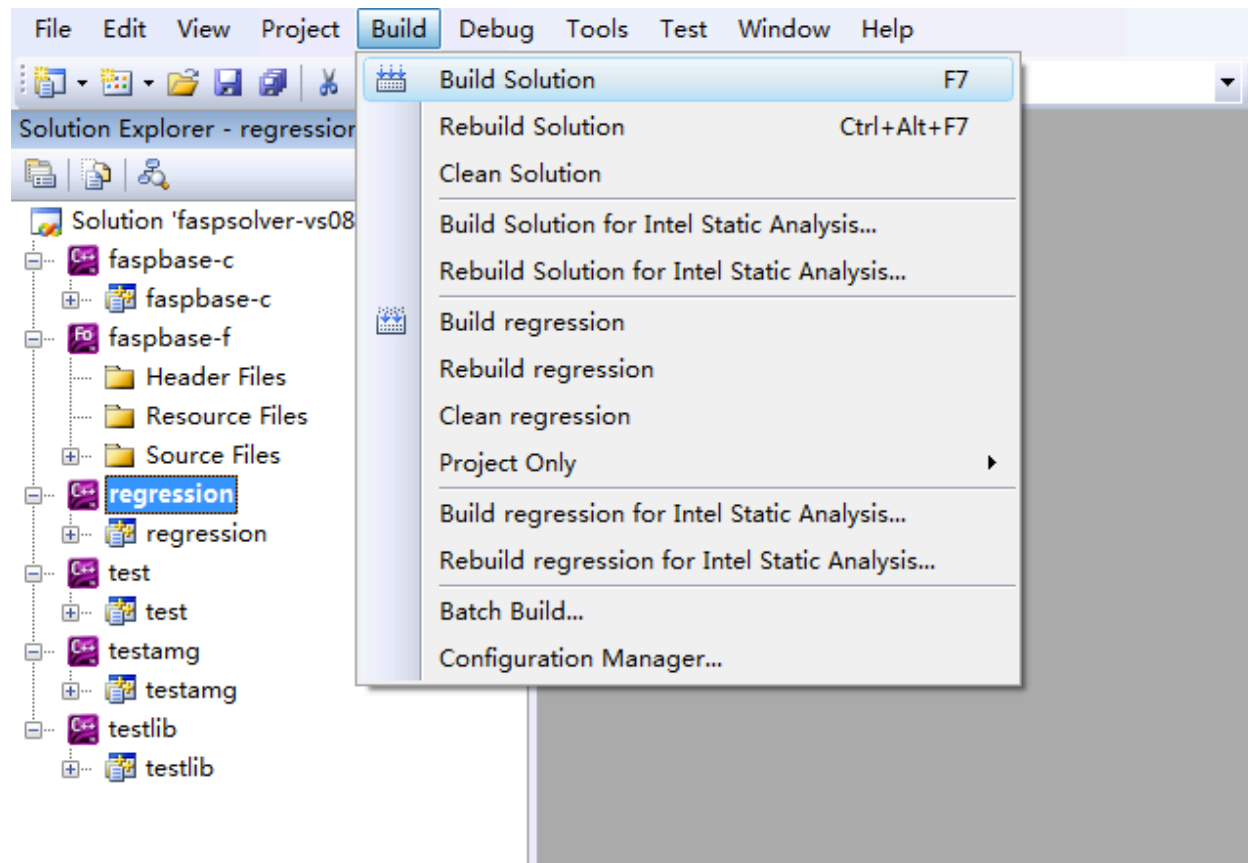 File Edit View Project Build Debug Tools Test Window Help
Build Solution F7
Solution Explorer - regression
Rebuild Solution Ctrl+Alt+F7
Clean Solution
Solution 'faspsolver-vs08
Build Solution for Intel Static Analysis...
faspbase-c
Rebuild Solution for Intel Static Analysis...
faspbase-c
Build regression
faspbase-f
Rebuild regression
Header Files
Clean regression
Resource Files
Project Only
Source Files
regression
Build regression for Intel Static Analysis...
regression
Rebuild regression for Intel Static Analysis...
test
Batch Build...
test
testamg
Configuration Manager...
testamg
testlib
testlib